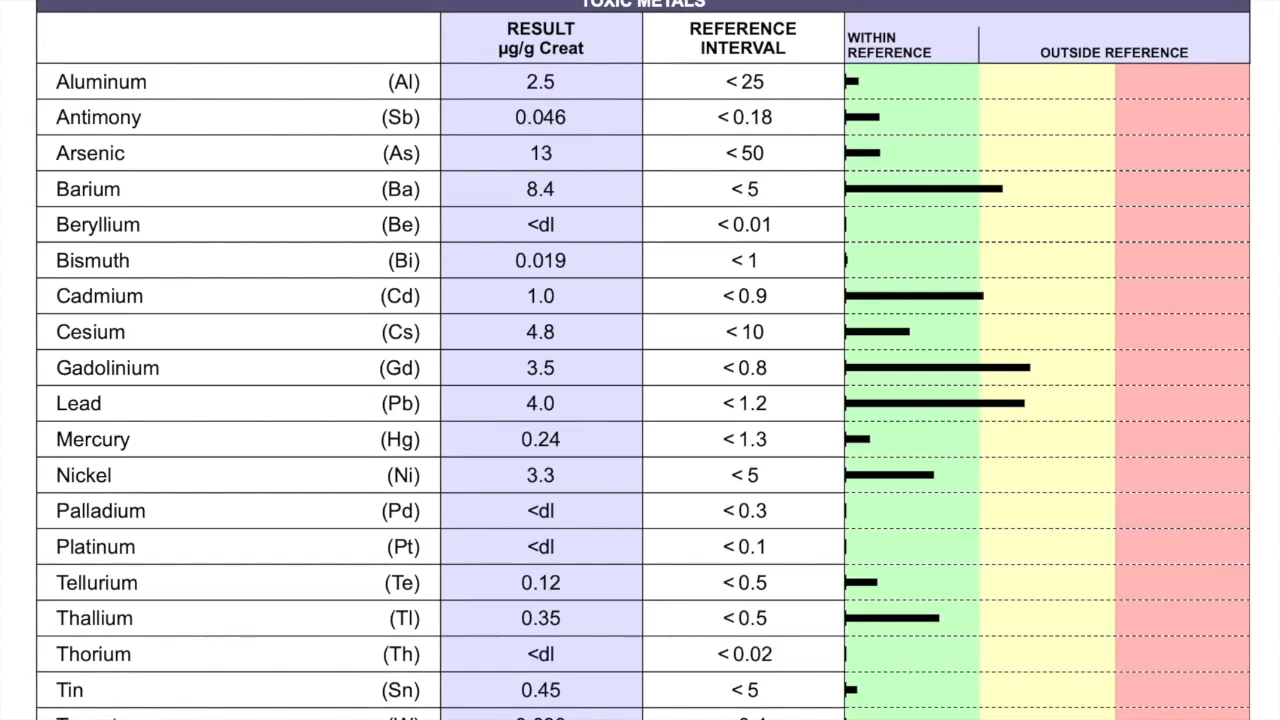 TOXIC METALS
RESULT
µg/g Creat
REFERENCE
INTERVAL
WITHIN
REFERENCE
OUTSIDE REFERENCE
Aluminum (Al) 2.5 < 25
Antimony (Sb) 0.046 < 0.18
Arsenic (As) 13 < 50
Barium (Ba) 8.4 < 5
Beryllium (Be) <dl < 0.01
Bismuth (Bi) 0.019 < 1
Cadmium (Cd) 1.0 < 0.9
Cesium (Cs) 4.8 < 10
Gadolinium (Gd) 3.5 < 0.8
Lead (Pb) 4.0 < 1.2
Mercury (Hg) 0.24 < 1.3
Nickel (Ni) 3.3 < 5
Palladium (Pd) <dl < 0.3
Platinum (Pt) <dl < 0.1
Tellurium (Te) 0.12 < 0.5
Thallium (Tl) 0.35 < 0.5
Thorium (Th) <dl < 0.02
Tin (Sn) 0.45 < 5